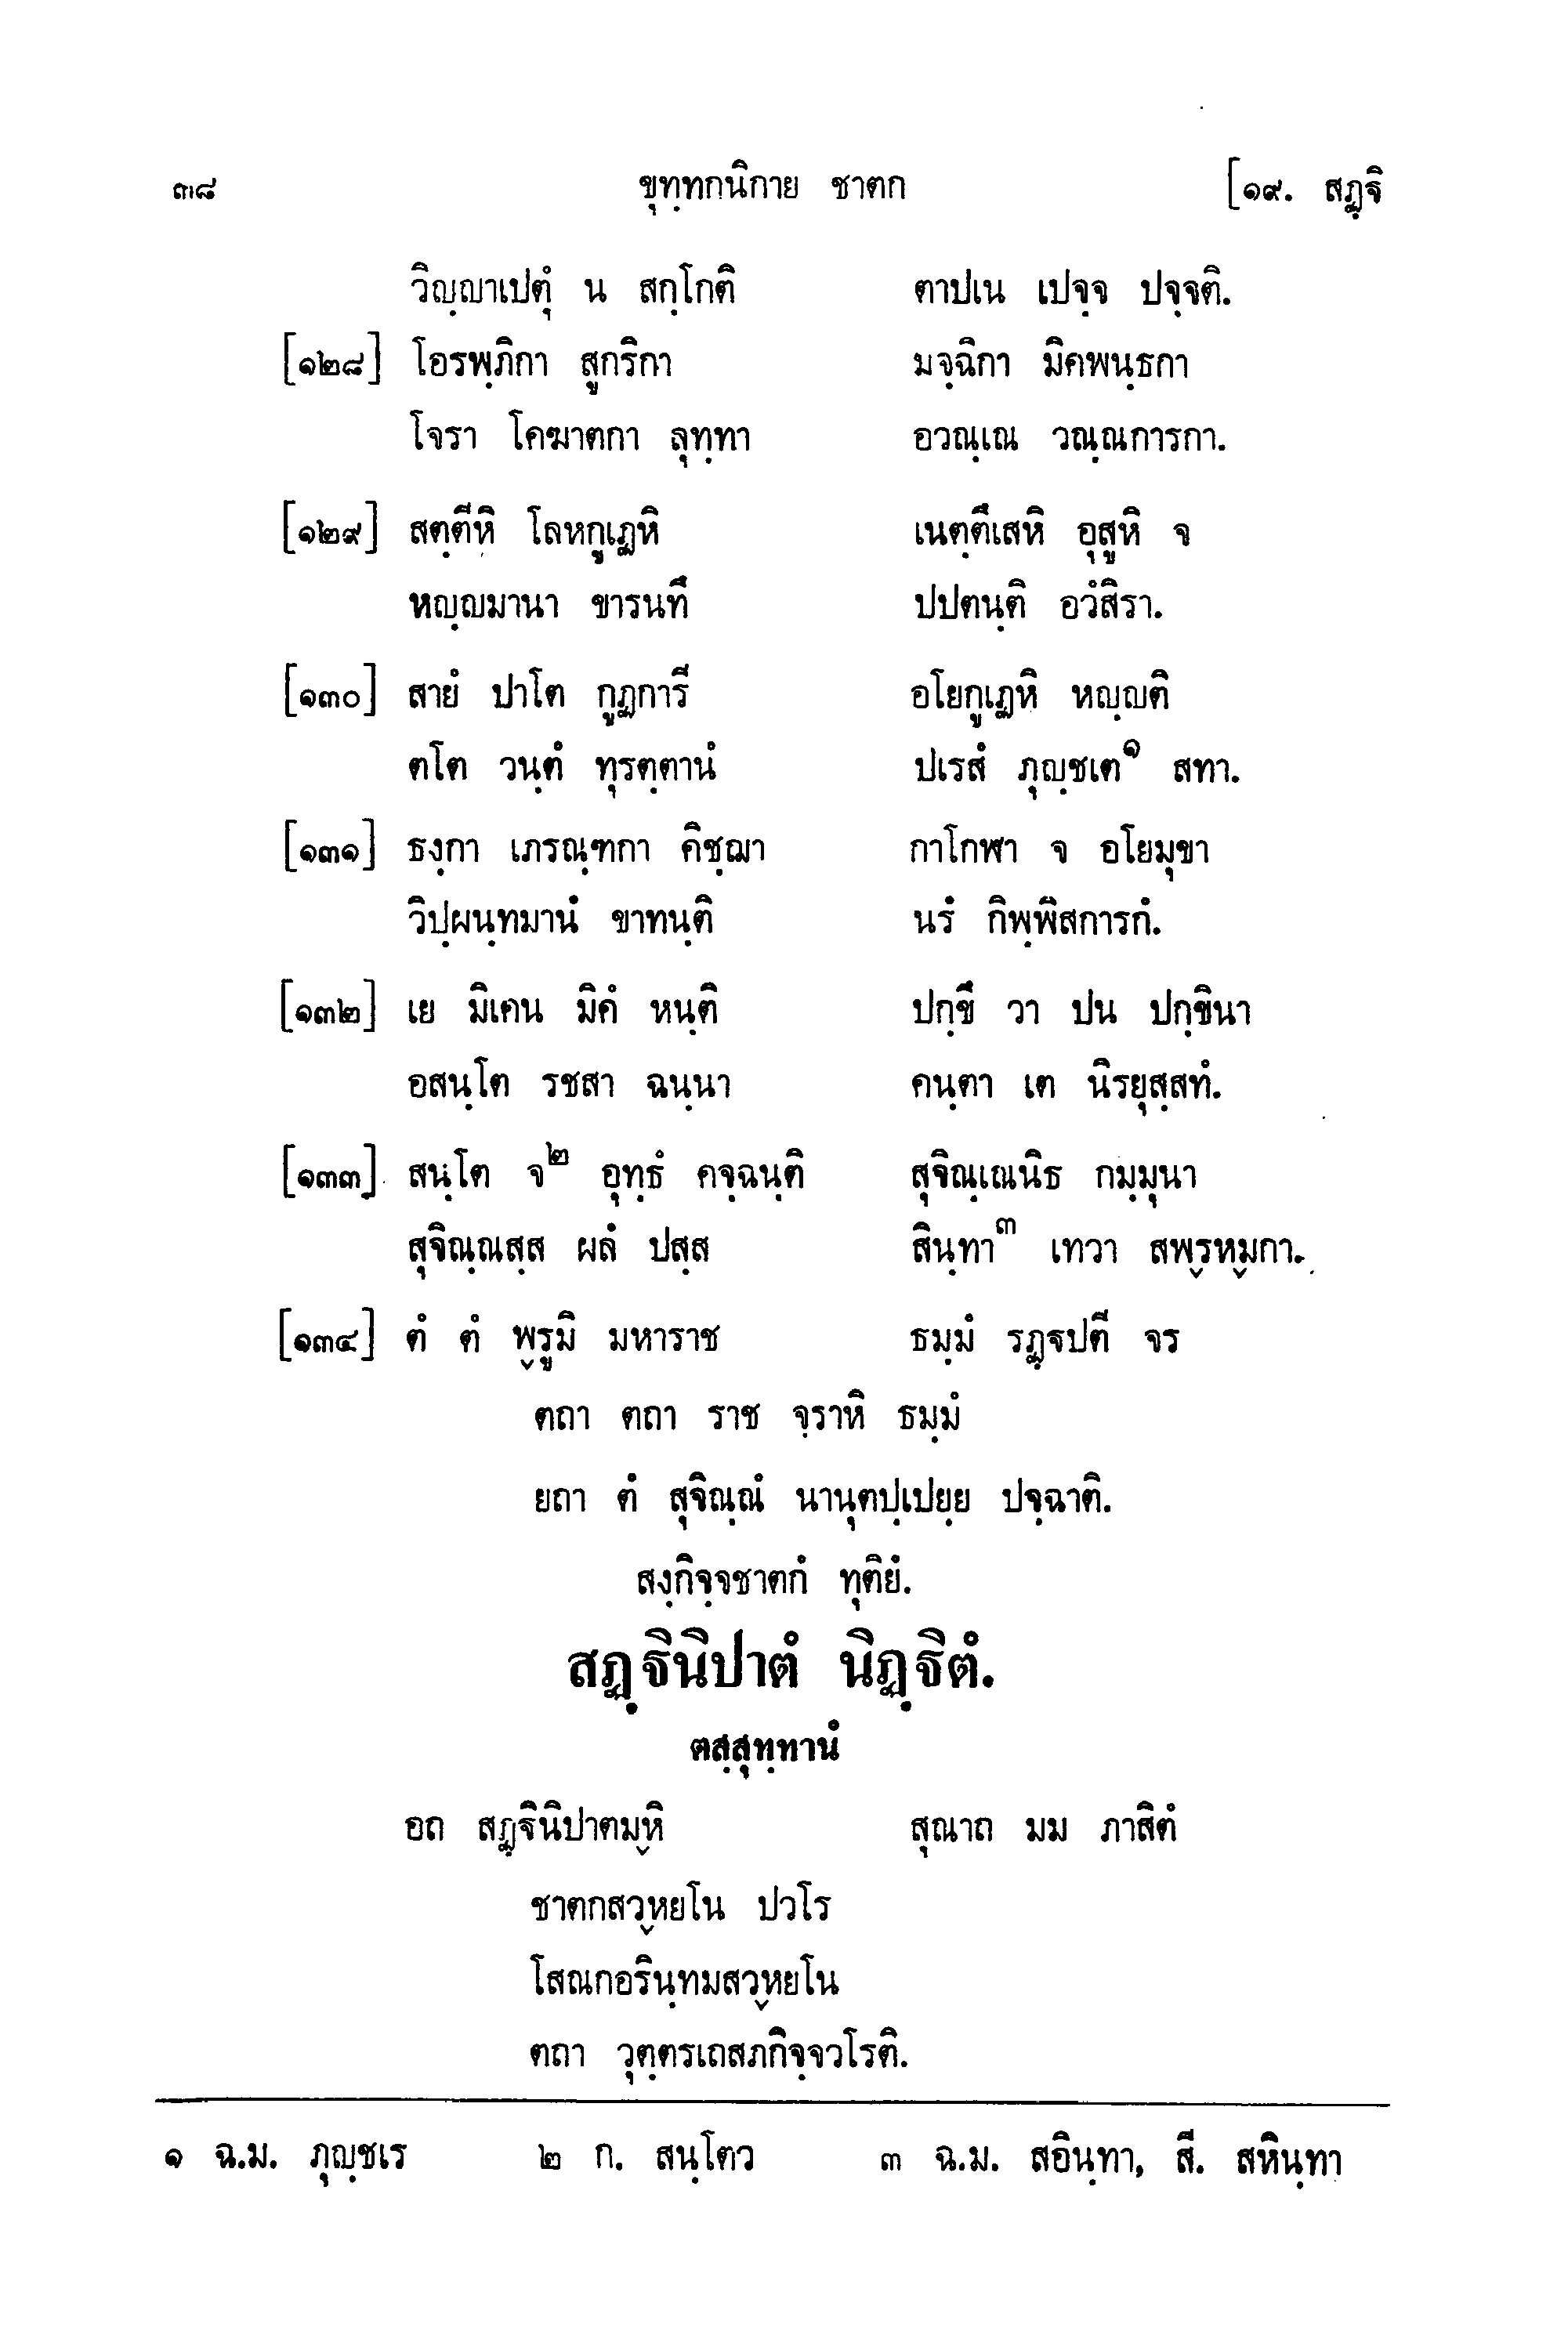 ๓๘ ขุทฺทกนิกาย ชาตก [๑๙. สฏฺฐิ
วิญฺญาเปตุํ น สกฺโกติ ตาปเน เปจฺจ ปจฺจติ.
[๑๒๘] โอรพฺภิกา สูกริกา มจฺฉิกา มิคพนฺธกา
โจรา โคฆาตกา ลุทฺทา อวณฺเณ วณฺณการกา.
[๑๒๙] สตฺตีหิ โลหกูเฏหิ เนตฺตึเสหิ อุสูหิ จ
หญฺญมานา ขารนทึ ปปตนฺติ อวํสิรา.
[๑๓๐] สายํ ปาโต กูฏการี อโยกูเฏหิ หญฺญติ
ตโต วนฺตํ ทุรตฺตานํ ปเรสํ ภุญฺชเต๑ สทา.
[๑๓๑] ธงฺกา เภรณฺฑกา คิชฺฌา กาโกฬา จ อโยมุขา
วิปฺผนฺทมานํ ขาทนฺติ นรํ กิพฺพิสการกํ.
[๑๓๒] เย มิเคน มิคํ หนฺติ ปกฺขึ วา ปน ปกฺขินา
อสนฺโต รชสา ฉนฺนา คนฺตา เต นิรยุสฺสทํ.
[๑๓๓] สนฺโต จ๒ อุทฺธํ คจฺฉนฺติ สุจิณฺเณนิธ กมฺมุนา
สุจิณฺณสฺส ผลํ ปสฺส สินฺทา๓ เทวา สพฺรหฺมกา.
[๑๓๔] ตํ ตํ พฺรูมิ มหาราช ธมฺมํ รฏฺฐปตี จร
ตถา ตถา ราช จฺราหิ ธมฺมํ
ยถา ตํ สุจิณฺณํ นานุตปฺเปยฺย ปจฺฉาติ.
สงฺกิจฺจชาตกํ ทุติยํ.
สฏฺฐินิปาตํ นิฏฺฐิตํ.
ตสฺสุทฺทานํ
อถ สฏฺฐินิปาตมฺหิ สุณาถ มม ภาสิตํ
ชาตกสวฺหยโน ปวโร
โสณกอรินฺทมสวฺหยโน
ตถา วุตฺตรเถสภกิจฺจวโรติ.
๑ ฉ.ม. ภุญฺชเร ๒ ก. สนฺโตว ๓ ฉ.ม. สอินฺทา, สี. สหินฺทา